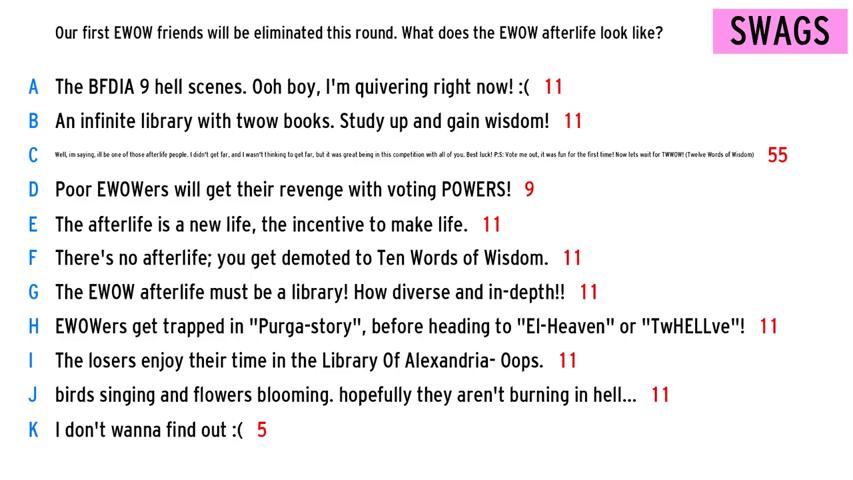 Our first EWOW friends will be eliminated this round. What does the EWOW afterlife look like?
SWAGS
A The BFDIA 9 hell scenes. Ooh boy, I'm quivering right now! :( 11
B An infinite library with twow books. Study up and gain wisdom! 11
C Well, im saying, ill be one of those afterlife people. I didn't get far, and I wasn't thinking to get far, but it was great being in this competition with all of you. Best luck! P.S: Vote me out, it was fun for the first time! Now lets wait for TWWOW! (Twelve Words of Wisdom) 55
D Poor EWOWers will get their revenge with voting POWERS! 9
E The afterlife is a new life, the incentive to make life. 11
F There's no afterlife; you get demoted to Ten Words of Wisdom. 11
G The EWOW afterlife must be a library! How diverse and in-depth!! 11
H EWOWers get trapped in "Purga-story", before heading to "El-Heaven" or "TwHELLve"! 11
I The losers enjoy their time in the Library Of Alexandria- Oops. 11
J birds singing and flowers blooming. hopefully they aren't burning in hell... 11
K I don't wanna find out :( 5